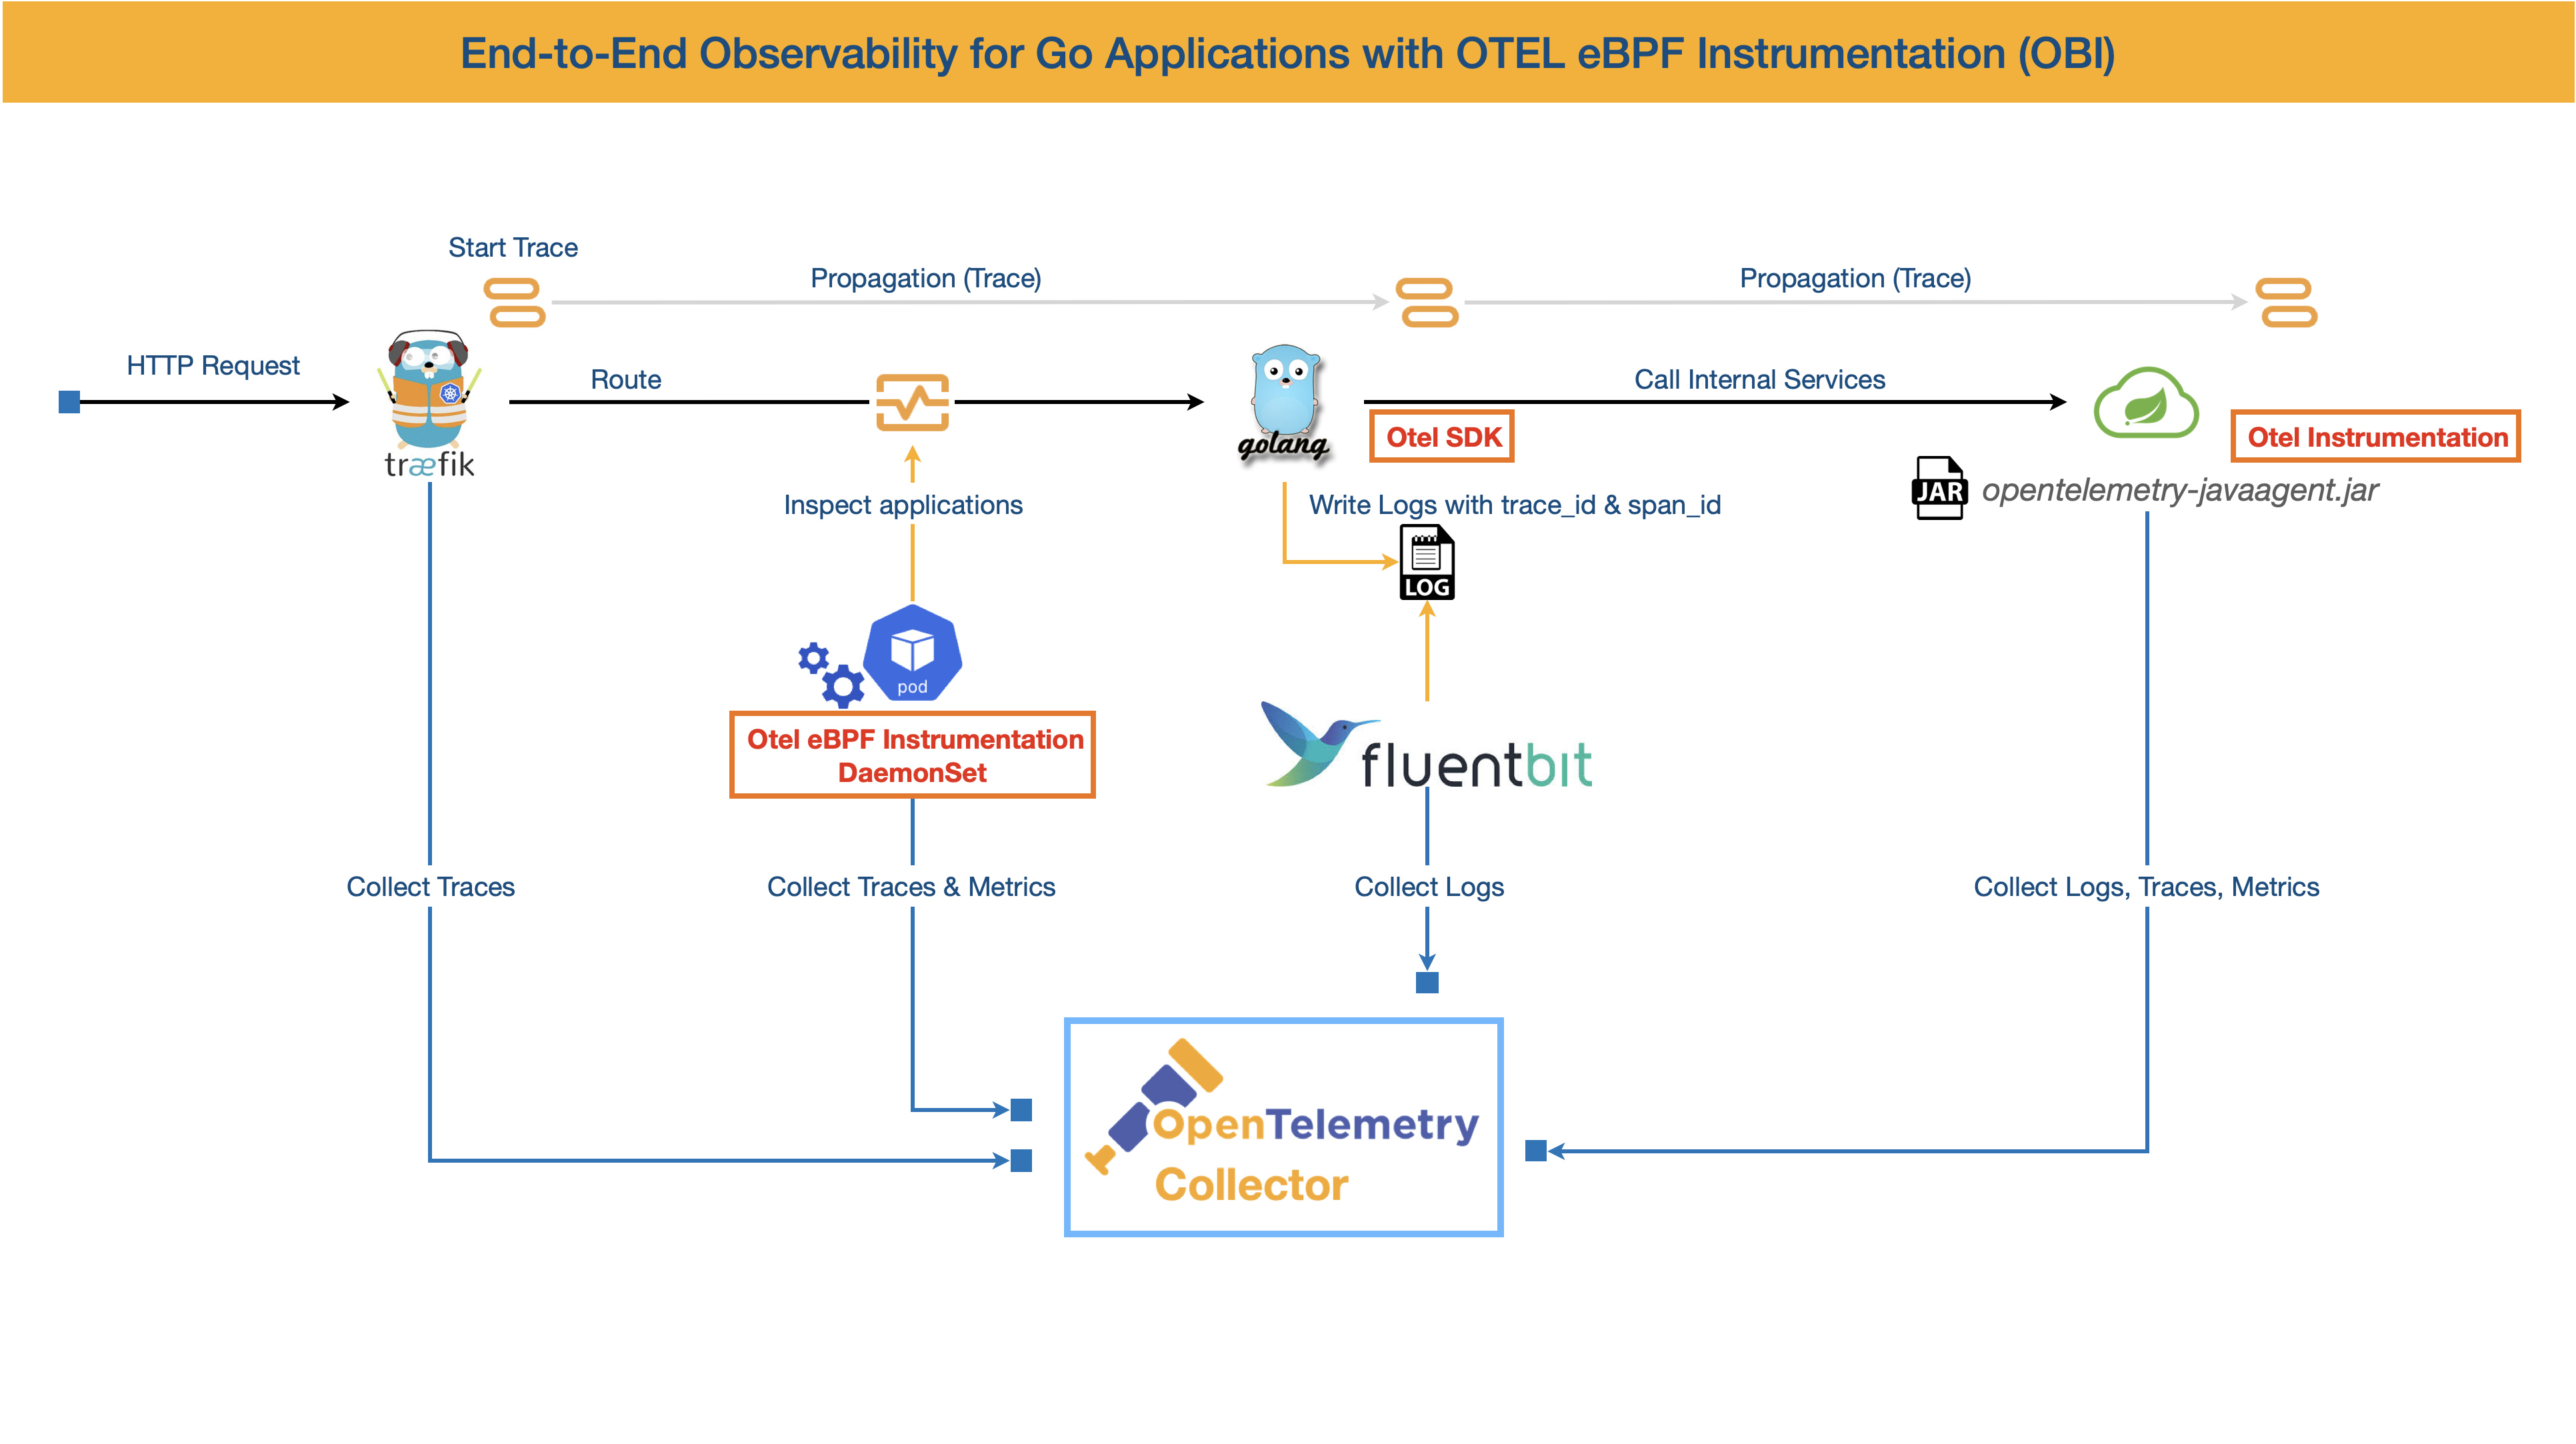 End-to-End Observability for Go Applications with OTEL eBPF Instrumentation (OBI)
Start Trace
Propagation (Trace)
Propagation (Trace)
HTTP Request
Route
Call Internal Services
træfik
golang
Otel SDK
Otel Instrumentation
JAR
opentelemetry-javaagent.jar
Inspect applications
Write Logs with trace_id & span_id
LOG
pod
Otel eBPF Instrumentation
DaemonSet
fluentbit
Collect Traces
Collect Traces & Metrics
Collect Logs
Collect Logs, Traces, Metrics
OpenTelemetry
Collector